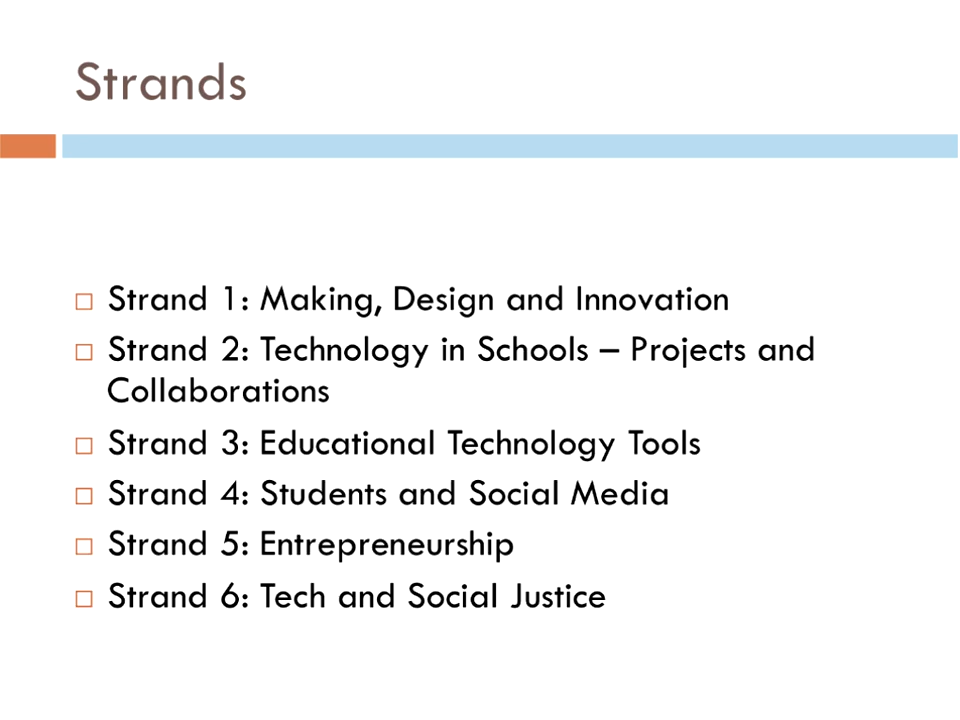 Strands
Strand 1: Making, Design and Innovation
Strand 2: Technology in Schools – Projects and
Collaborations
Strand 3: Educational Technology Tools
Strand 4: Students and Social Media
Strand 5: Entrepreneurship
Strand 6: Tech and Social Justice